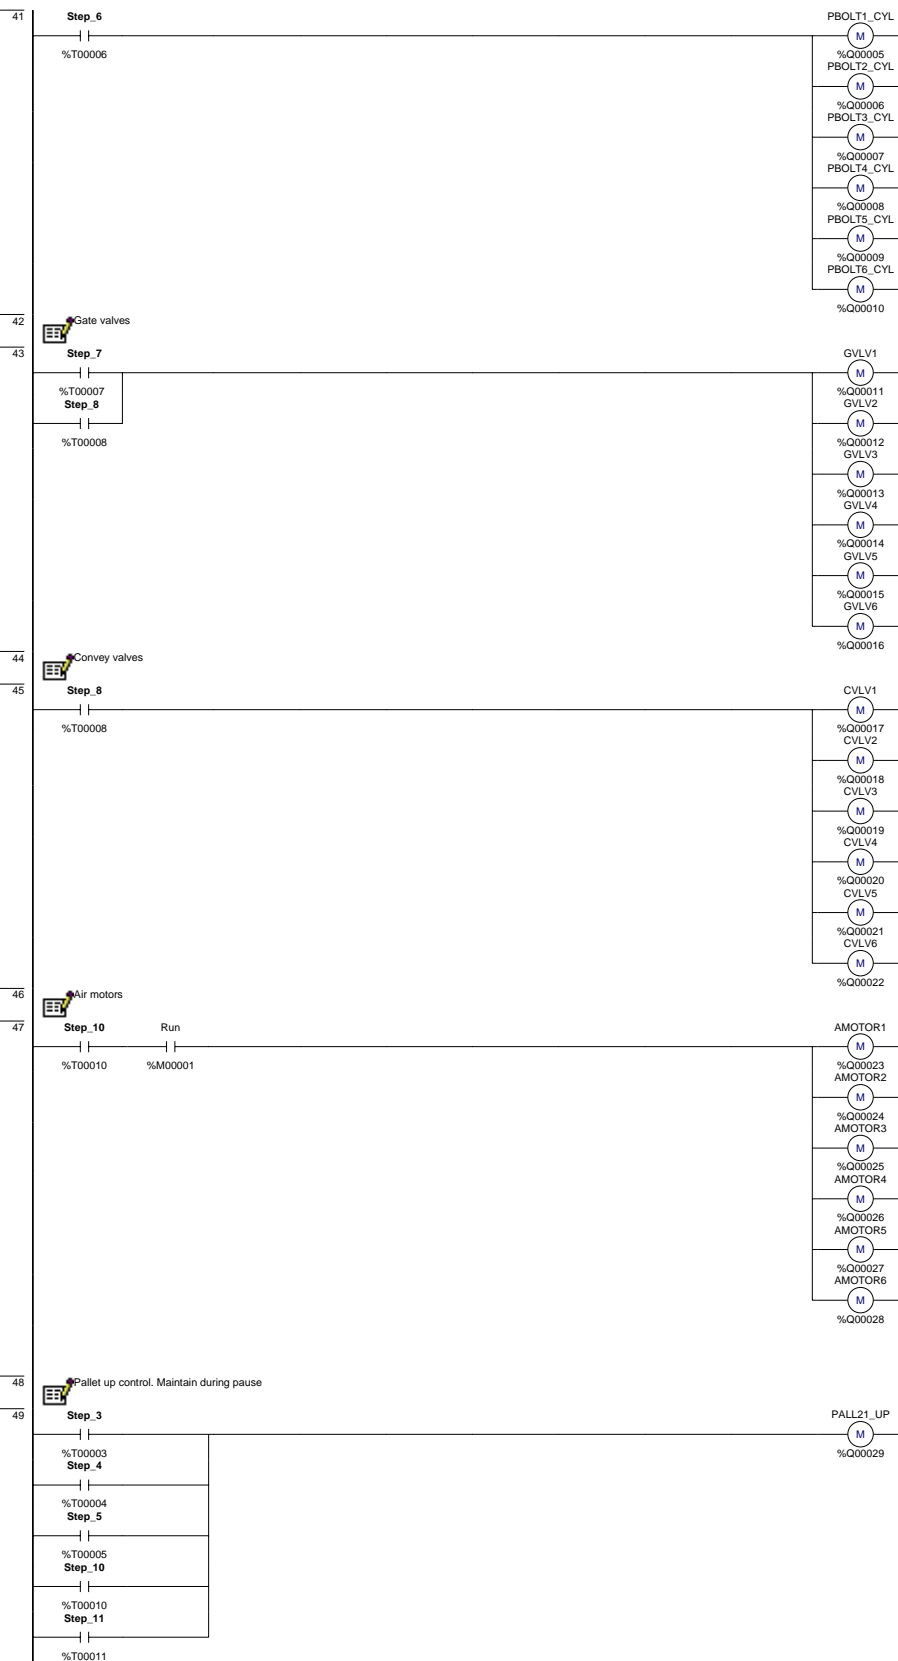 41 Step_6 PBOLT1_CYL
M
%T00006 %Q00005
PBOLT2_CYL
M
%Q00006
PBOLT3_CYL
M
%Q00007
PBOLT4_CYL
M
%Q00008
PBOLT5_CYL
M
%Q00009
PBOLT6_CYL
M
%Q00010
42 Gate valves
43 Step_7 GVLV1
M
%T00007 %Q00011
Step_8 GVLV2
M
%T00008 %Q00012
GVLV3
M
%Q00013
GVLV4
M
%Q00014
GVLV5
M
%Q00015
GVLV6
M
%Q00016
44 Convey valves
45 Step_8 CVLV1
M
%T00008 %Q00017
CVLV2
M
%Q00018
CVLV3
M
%Q00019
CVLV4
M
%Q00020
CVLV5
M
%Q00021
CVLV6
M
%Q00022
46 Air motors
47 Step_10 Run AMOTOR1
M
%T00010 %M00001 %Q00023
AMOTOR2
M
%Q00024
AMOTOR3
M
%Q00025
AMOTOR4
M
%Q00026
AMOTOR5
M
%Q00027
AMOTOR6
M
%Q00028
48 Pallet up control. Maintain during pause
49 Step_3 PALL21_UP
M
%T00003 %Q00029
Step_4
%T00004
Step_5
%T00005
Step_10
%T00010
Step_11
%T00011